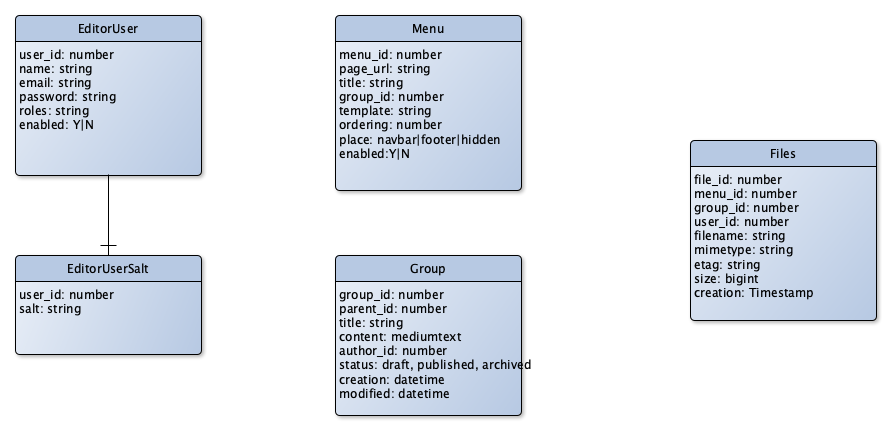 EditorUser
user_id: number
name: string
email: string
password: string
roles: string
enabled: Y|N
EditorUserSalt
user_id: number
salt: string
Menu
menu_id: number
page_url: string
title: string
group_id: number
template: string
ordering: number
place: navbar|footer|hidden
enabled:Y|N
Group
group_id: number
parent_id: number
title: string
content: mediumtext
author_id: number
status: draft, published, archived
creation: datetime
modified: datetime
Files
file_id: number
menu_id: number
group_id: number
user_id: number
filename: string
mimetype: string
etag: string
size: bigint
creation: Timestamp